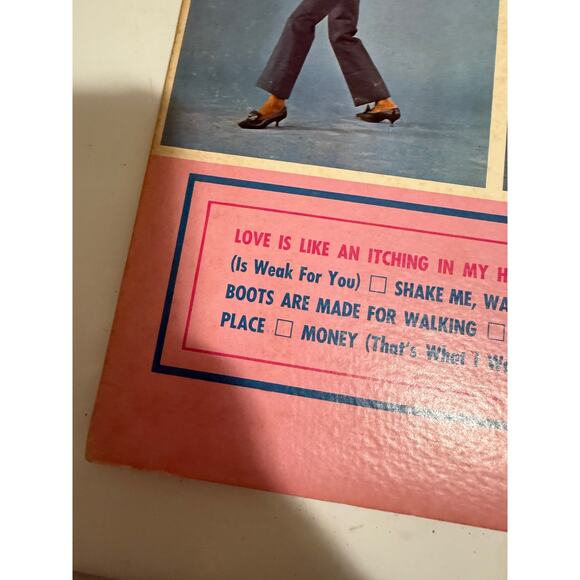 LOVE IS LIKE AN ITCHING IN MY H
(Is Weak For You) □ SHAKE ME, WA
BOOTS ARE MADE FOR WALKING □
PLACE □ MONEY (That's What I Wa